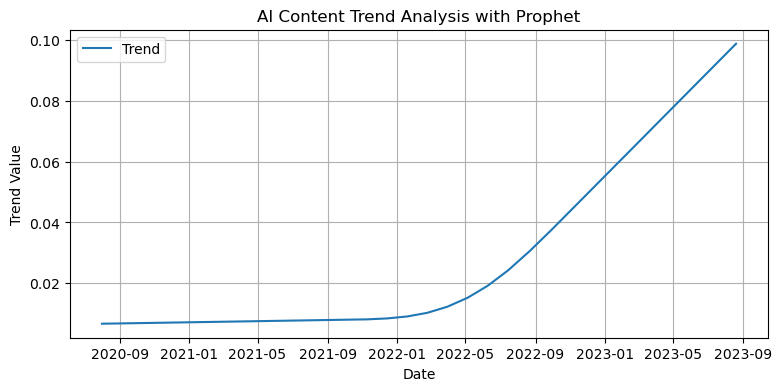 AI Content Trend Analysis with Prophet
Trend
Trend Value
0.10
0.08
0.06
0.04
0.02
2020-09 2021-01 2021-05 2021-09 2022-01 2022-05 2022-09 2023-01 2023-05 2023-09
Date